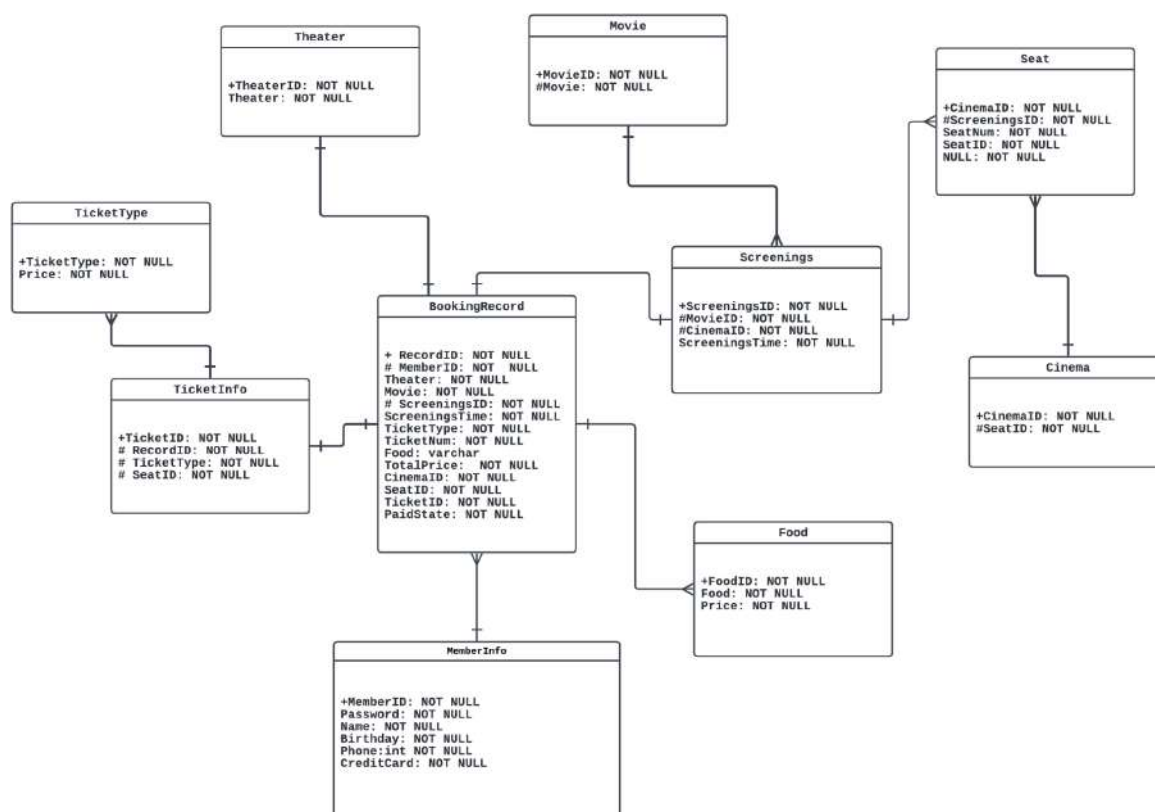 Theater
+TheaterID: NOT NULL
Theater: NOT NULL
Movie
+MovieID: NOT NULL
#Movie: NOT NULL
Seat
+CinemaID: NOT NULL
#ScreeningsID: NOT NULL
SeatNum: NOT NULL
SeatID: NOT NULL
NULL: NOT NULL
TicketType
+TicketType: NOT NULL
Price: NOT NULL
Screenings
+ScreeningsID: NOT NULL
#MovieID: NOT NULL
#CinemaID: NOT NULL
ScreeningsTime: NOT NULL
BookingRecord
+ RecordID: NOT NULL
# MemberID: NOT NULL
Theater: NOT NULL
Movie: NOT NULL
# ScreeningsID: NOT NULL
ScreeningsTime: NOT NULL
TicketType: NOT NULL
TicketNum: NOT NULL
Food: varchar
TotalPrice: NOT NULL
CinemaID: NOT NULL
SeatID: NOT NULL
TicketID: NOT NULL
PaidState: NOT NULL
TicketInfo
+TicketID: NOT NULL
# RecordID: NOT NULL
# TicketType: NOT NULL
# SeatID: NOT NULL
Cinema
+CinemaID: NOT NULL
#SeatID: NOT NULL
Food
+FoodID: NOT NULL
Food: NOT NULL
Price: NOT NULL
MemberInfo
+MemberID: NOT NULL
Password: NOT NULL
Name: NOT NULL
Birthday: NOT NULL
Phone:int NOT NULL
CreditCard: NOT NULL